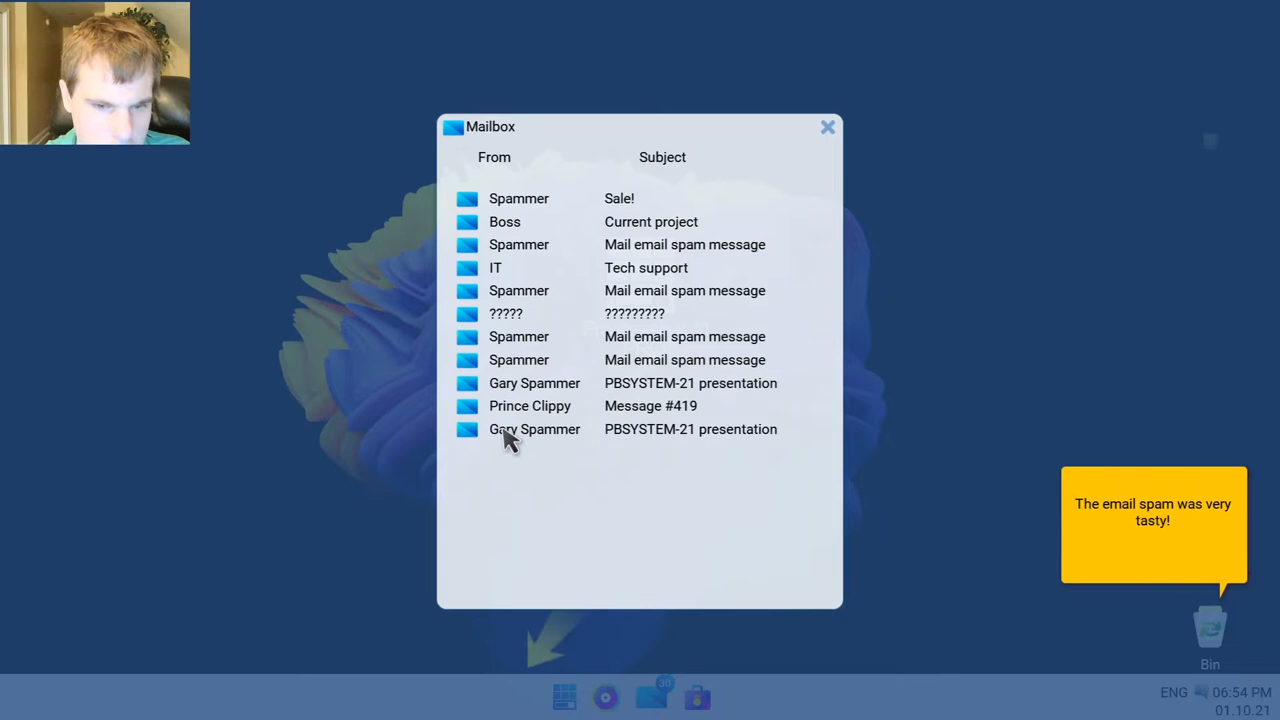 Mailbox
From Subject
Spammer Sale!
Boss Current project
Spammer Mail email spam message
IT Tech support
Spammer Mail email spam message
????? ?????????
Spammer Mail email spam message
Spammer Mail email spam message
Gary Spammer PBSYSTEM-21 presentation
Prince Clippy Message #419
Gary Spammer PBSYSTEM-21 presentation
The email spam was very
tasty!
Bin
30
ENG 06:54 PM
01.10.21